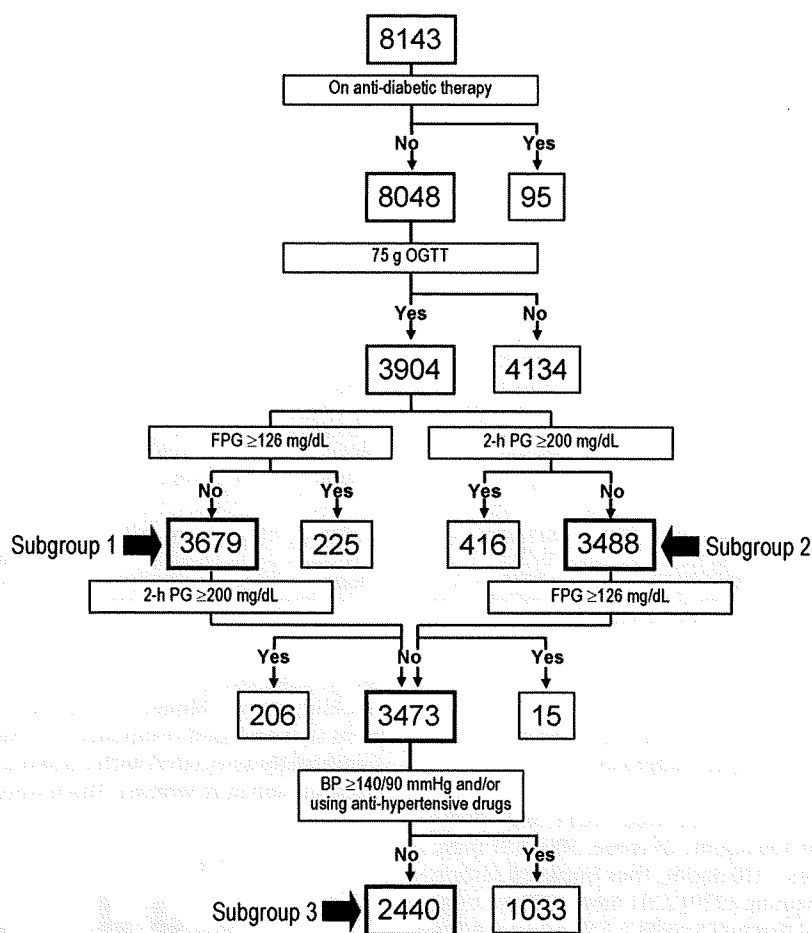 8143
On anti-diabetic therapy
No
Yes
8048
95
75 g OGTT
Yes
No
3904
4134
FPG ≥126 mg/dL
2-h PG ≥200 mg/dL
No
Yes
Yes
No
Subgroup 1
3679
225
416
3488
Subgroup 2
2-h PG ≥200 mg/dL
FPG ≥126 mg/dL
Yes
No
Yes
206
3473
15
BP ≥140/90 mmHg and/or
using anti-hypertensive drugs
No
Yes
Subgroup 3
2440
1033